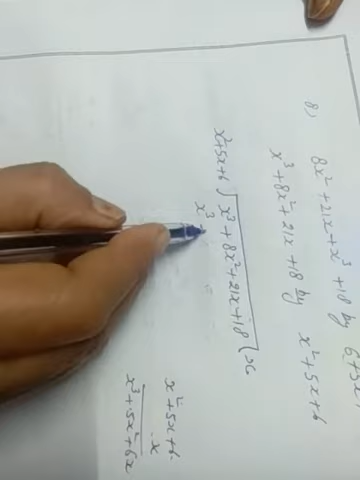 8) 8x² + 21x + x³ + 18 by 6+5x
x³ + 8x² + 21x + 18 by x² + 5x + 6
x²+5x+6 ) x³ + 8x² + 21x + 18 ( x
x³
x² + 5x + 6
x
x³ + 5x² + 6x